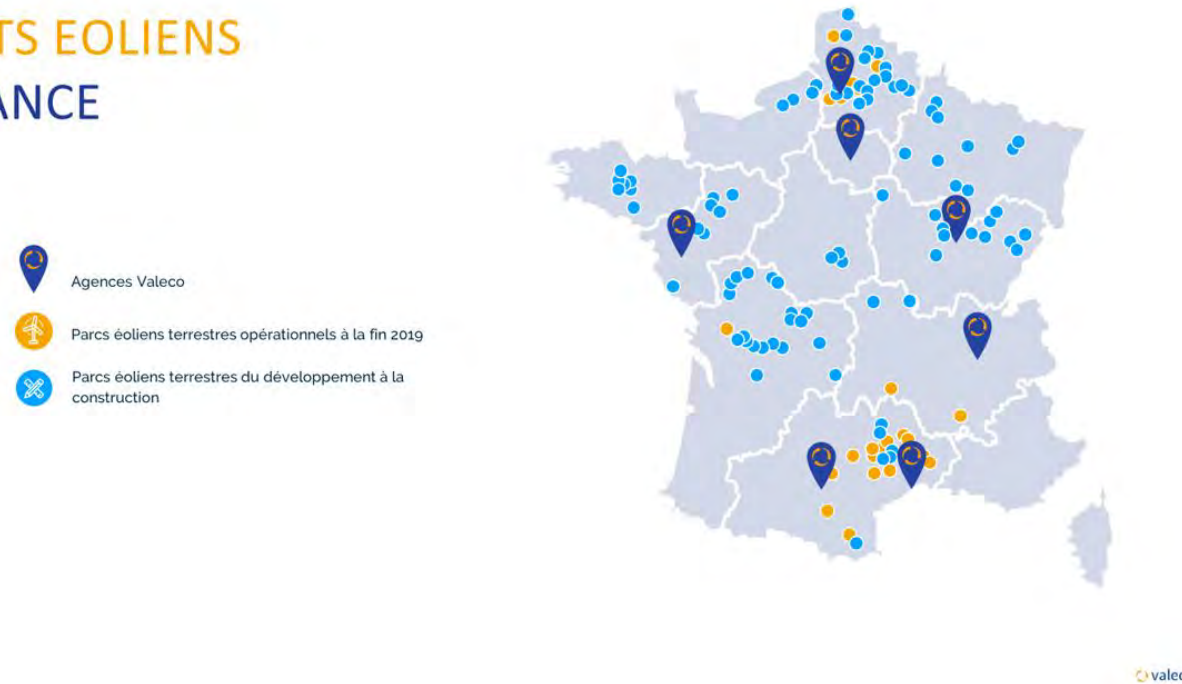 TS EOLIENS
ANCE
Agences Valeco
Parcs éoliens terrestres opérationnels à la fin 2019
Parcs éoliens terrestres du développement à la
construction
valec